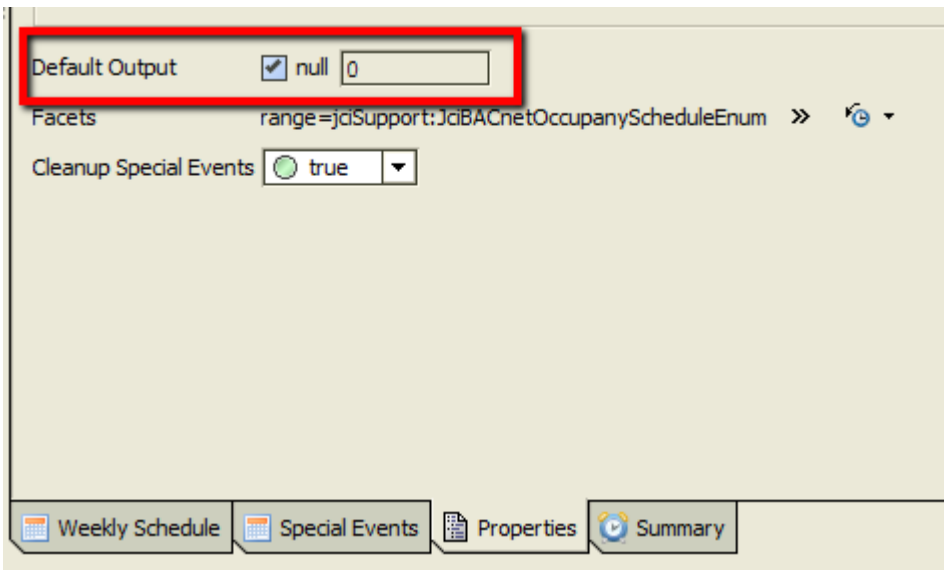 Default Output null 0
Facets range=jciSupport:JciBACnetOccupanyScheduleEnum »
Cleanup Special Events true
Weekly Schedule Special Events Properties Summary